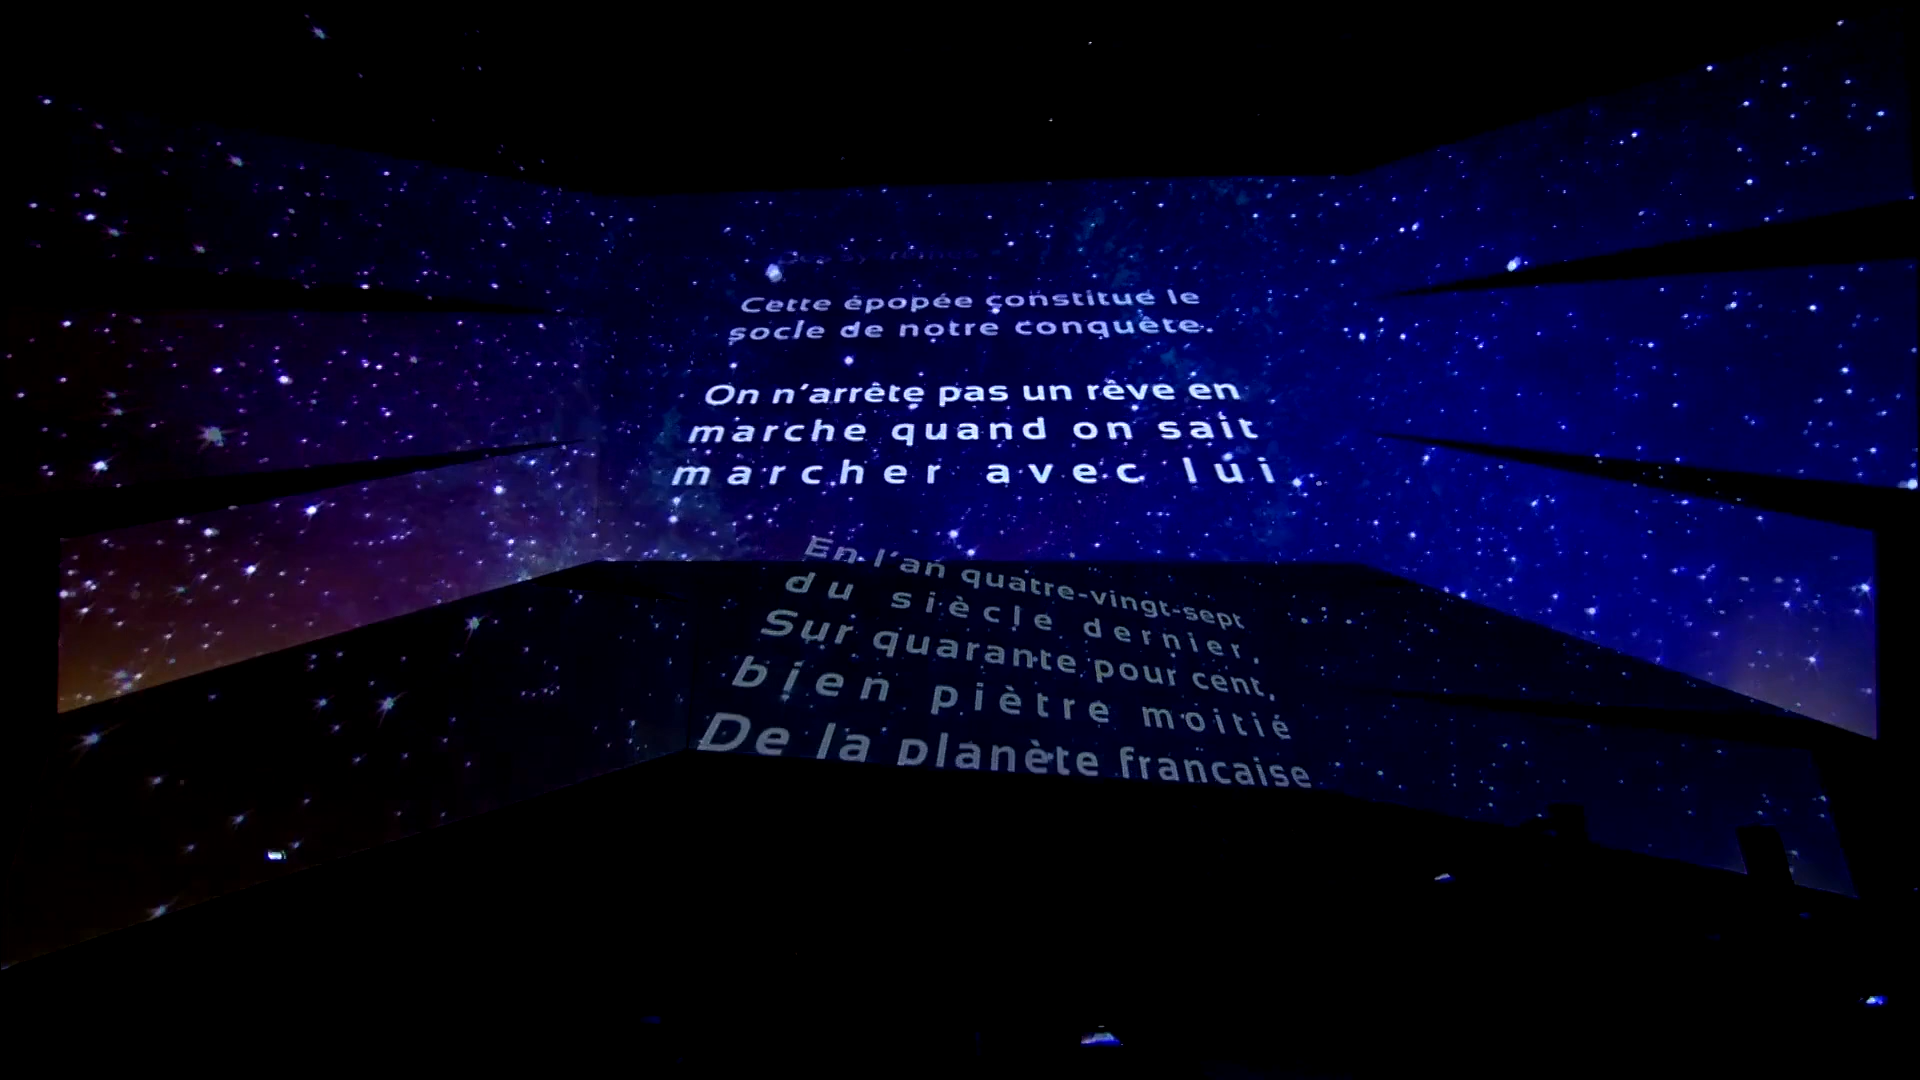 Cette épopée constitue le
socle de notre conquête.
On n'arrête pas un rêve en
marche quand on sait
marcher avec lui
En l'an quatre-vingt-sept
du siècle dernier,
Sur quarante pour cent,
bien piètre moitié
De la planète française